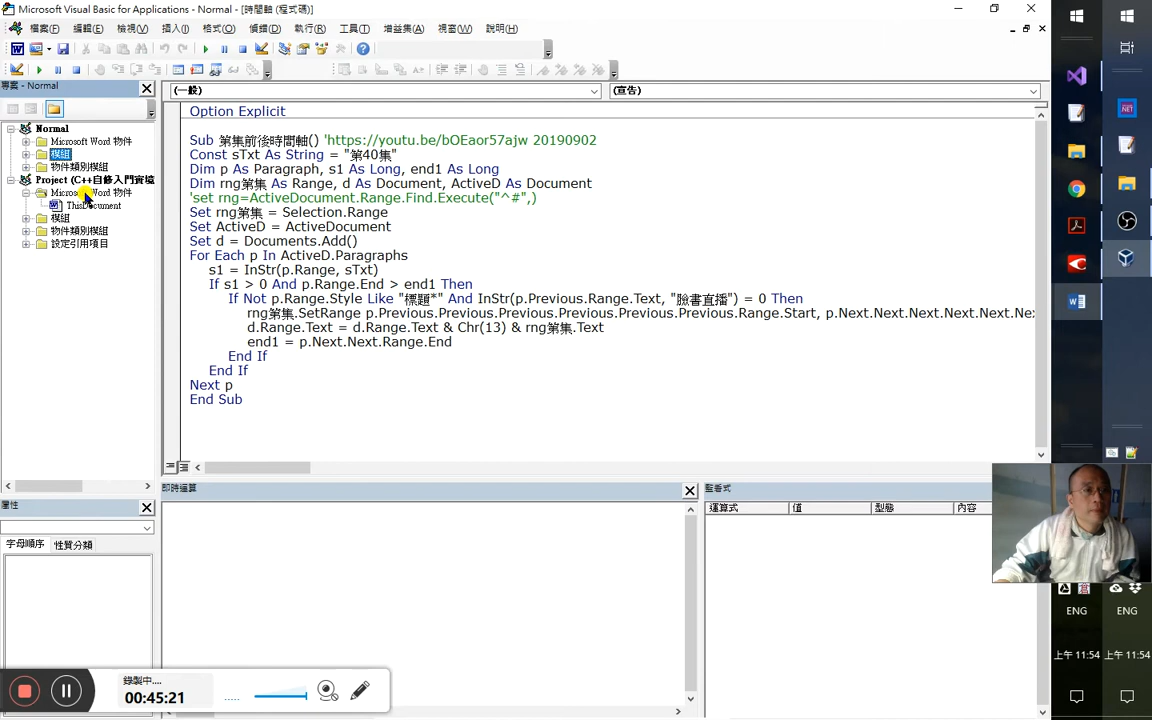 Microsoft Visual Basic for Applications - Normal - [時間軸 (程式碼)]
檔案(F) 編輯(E) 檢視(V) 插入(I) 格式(O) 偵錯(D) 執行(R) 工具(T) 增益集(A) 視窗(W) 說明(H)
專案 - Normal
Normal
Microsoft Word 物件
模組
物件類別模組
Project (C++自修入門實境
Microsoft Word 物件
ThisDocument
模組
物件類別模組
設定引用項目
(一般)
(宣告)
Option Explicit
Sub 第集前後時間軸() 'https://youtu.be/bOEaor57ajw 20190902
Const sTxt As String = "第40集"
Dim p As Paragraph, s1 As Long, end1 As Long
Dim rng第集 As Range, d As Document, ActiveD As Document
'set rng=ActiveDocument.Range.Find.Execute("^#",)
Set rng第集 = Selection.Range
Set ActiveD = ActiveDocument
Set d = Documents.Add()
For Each p In ActiveD.Paragraphs
s1 = InStr(p.Range, sTxt)
If s1 > 0 And p.Range.End > end1 Then
If Not p.Range.Style Like "標題*" And InStr(p.Previous.Range.Text, "臉書直播") = 0 Then
rng第集.SetRange p.Previous.Previous.Previous.Previous.Previous.Previous.Range.Start, p.Next.Next.Next.Next.Next.Nex
d.Range.Text = d.Range.Text & Chr(13) & rng第集.Text
end1 = p.Next.Next.Range.End
End If
End If
Next p
End Sub
屬性
字母順序 性質分類
即時運算
監看式
運算式 值 型態 內容
錄製中....
00:45:21
.NET
ENG ENG
上午 11:54 上午 11:54